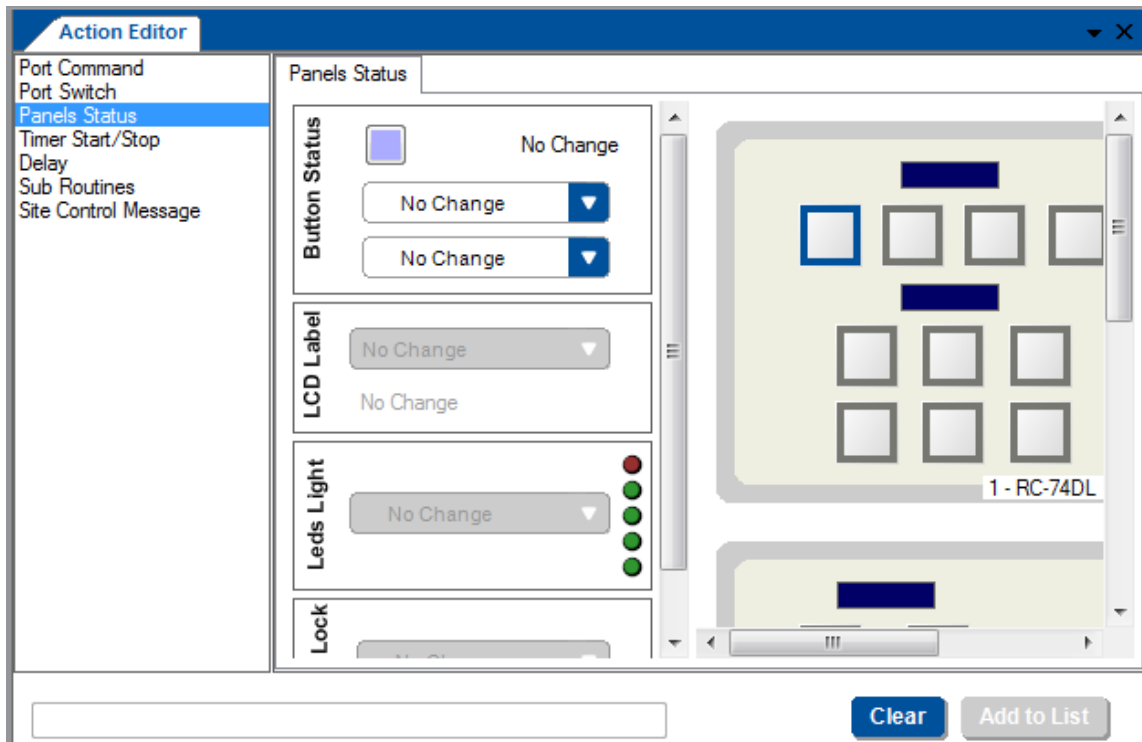 Action Editor
Port Command
Port Switch
Panels Status
Timer Start/Stop
Delay
Sub Routines
Site Control Message
Panels Status
Button Status
No Change
No Change
No Change
LCD Label
No Change
No Change
Leds Light
No Change
Lock
1 - RC-74DL
Clear
Add to List